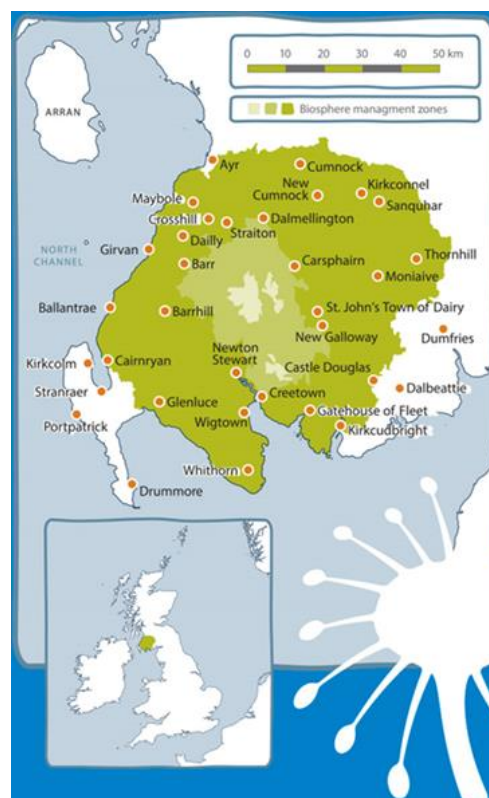 0 10 20 30 40 50 km
Biosphere managment zones
ARRAN
Ayr
Cumnock
New
Cumnock
Kirkconnel
Sanquhar
Maybole
Crosshill
Straiton
Dalmellington
NORTH
CHANNEL
Girvan
Dailly
Barr
Carsphairn
Thornhill
Moniaive
Ballantrae
Barrhill
St. John's Town of Dairy
New Galloway
Dumfries
Kirkcolm
Cairnryan
Newton
Stewart
Castle Douglas
Stranraer
Glenluce
Creetown
Dalbeattie
Portpatrick
Wigtown
Gatehouse of Fleet
Kirkcudbright
Whithorn
Drummore